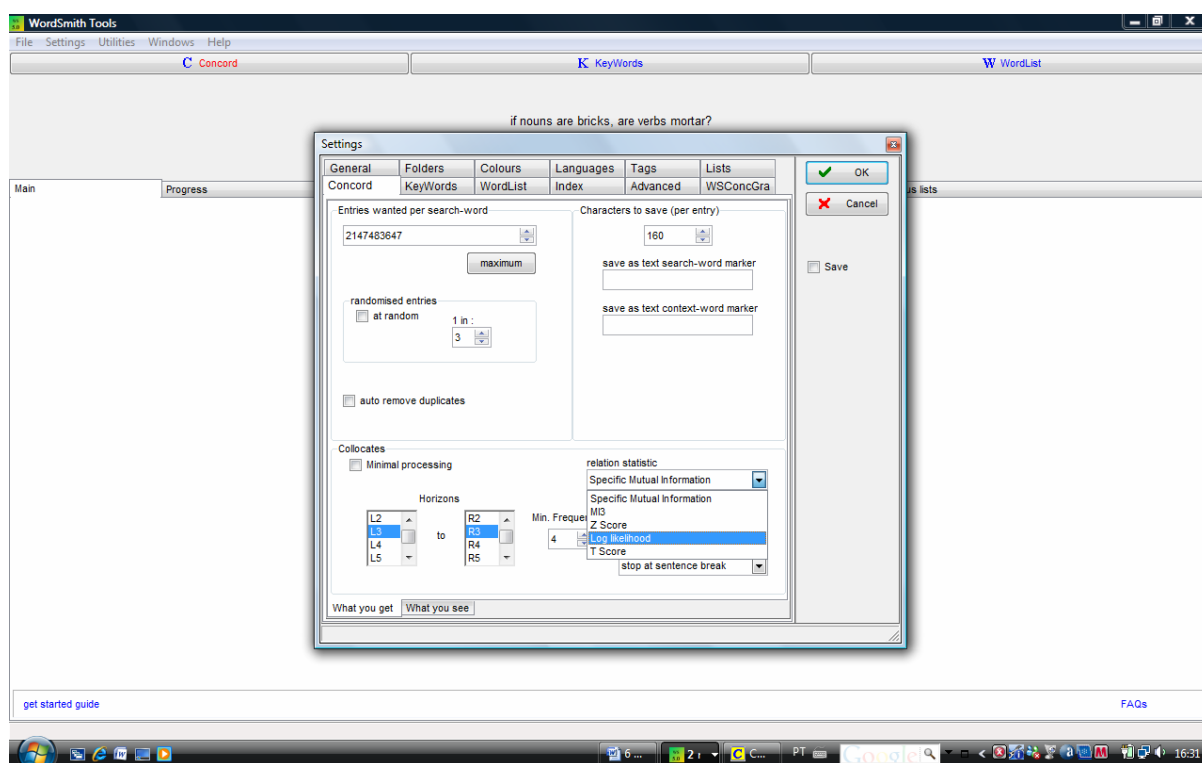 WordSmith Tools
File Settings Utilities Windows Help
C Concord
K KeyWords
W WordList
if nouns are bricks, are verbs mortar?
Main
Progress
us lists
Settings
General Folders Colours Languages Tags Lists
Concord KeyWords WordList Index Advanced WSConcGra
OK
Cancel
Save
Entries wanted per search-word
2147483647
maximum
randomised entries
at random
1 in :
3
auto remove duplicates
Characters to save (per entry)
160
save as text search-word marker
save as text context-word marker
Collocates
Minimal processing
Horizons
L2
L3
L4
L5
to
R2
R3
R4
R5
Min. Freque
4
relation statistic
Specific Mutual Information
Specific Mutual Information
MI3
Z Score
Log likelihood
T Score
stop at sentence break
What you get What you see
get started guide
FAQs
6 ...
2
C...
PT
Google
16:31